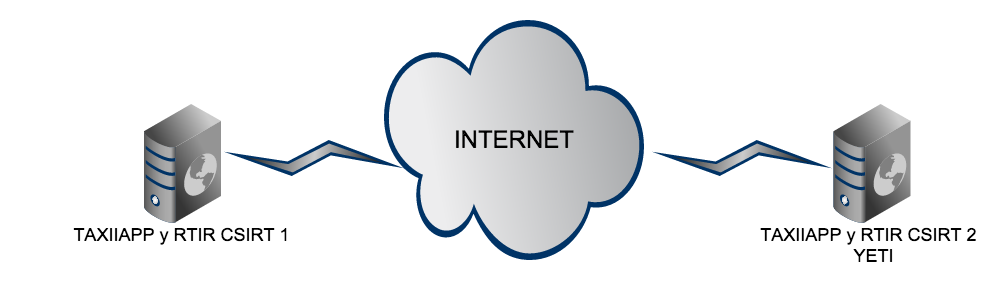 INTERNET
TAXIIAPP y RTIR CSIRT 1
TAXIIAPP y RTIR CSIRT 2
YETI